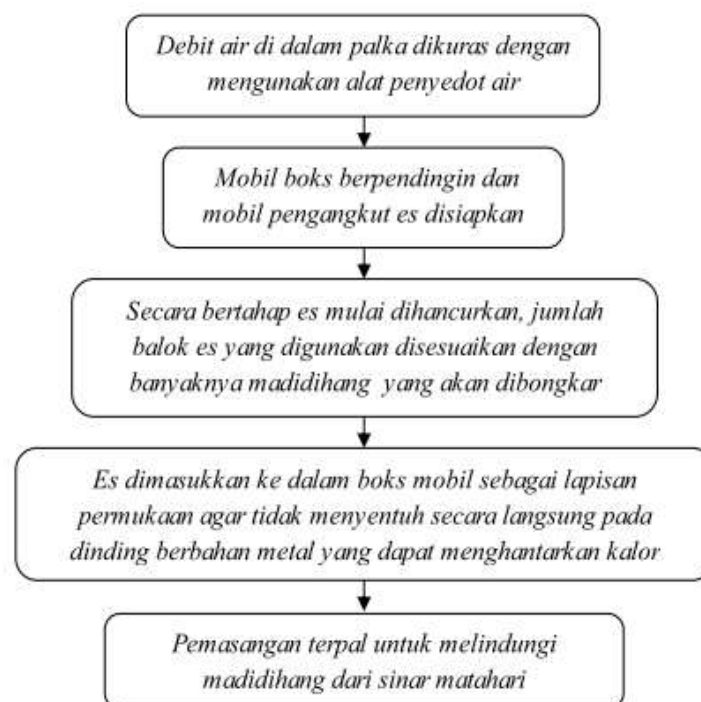 Debit air di dalam palka dikuras dengan
mengunakan alat penyedot air
Mobil boks berpendingin dan
mobil pengangkut es disiapkan
Secara bertahap es mulai dihancurkan, jumlah
balok es yang digunakan disesuaikan dengan
banyaknya madidihang yang akan dibongkar
Es dimasukkan ke dalam boks mobil sebagai lapisan
permukaan agar tidak menyentuh secara langsung pada
dinding berbahan metal yang dapat menghantarkan kalor
Pemasangan terpal untuk melindungi
madidihang dari sinar matahari